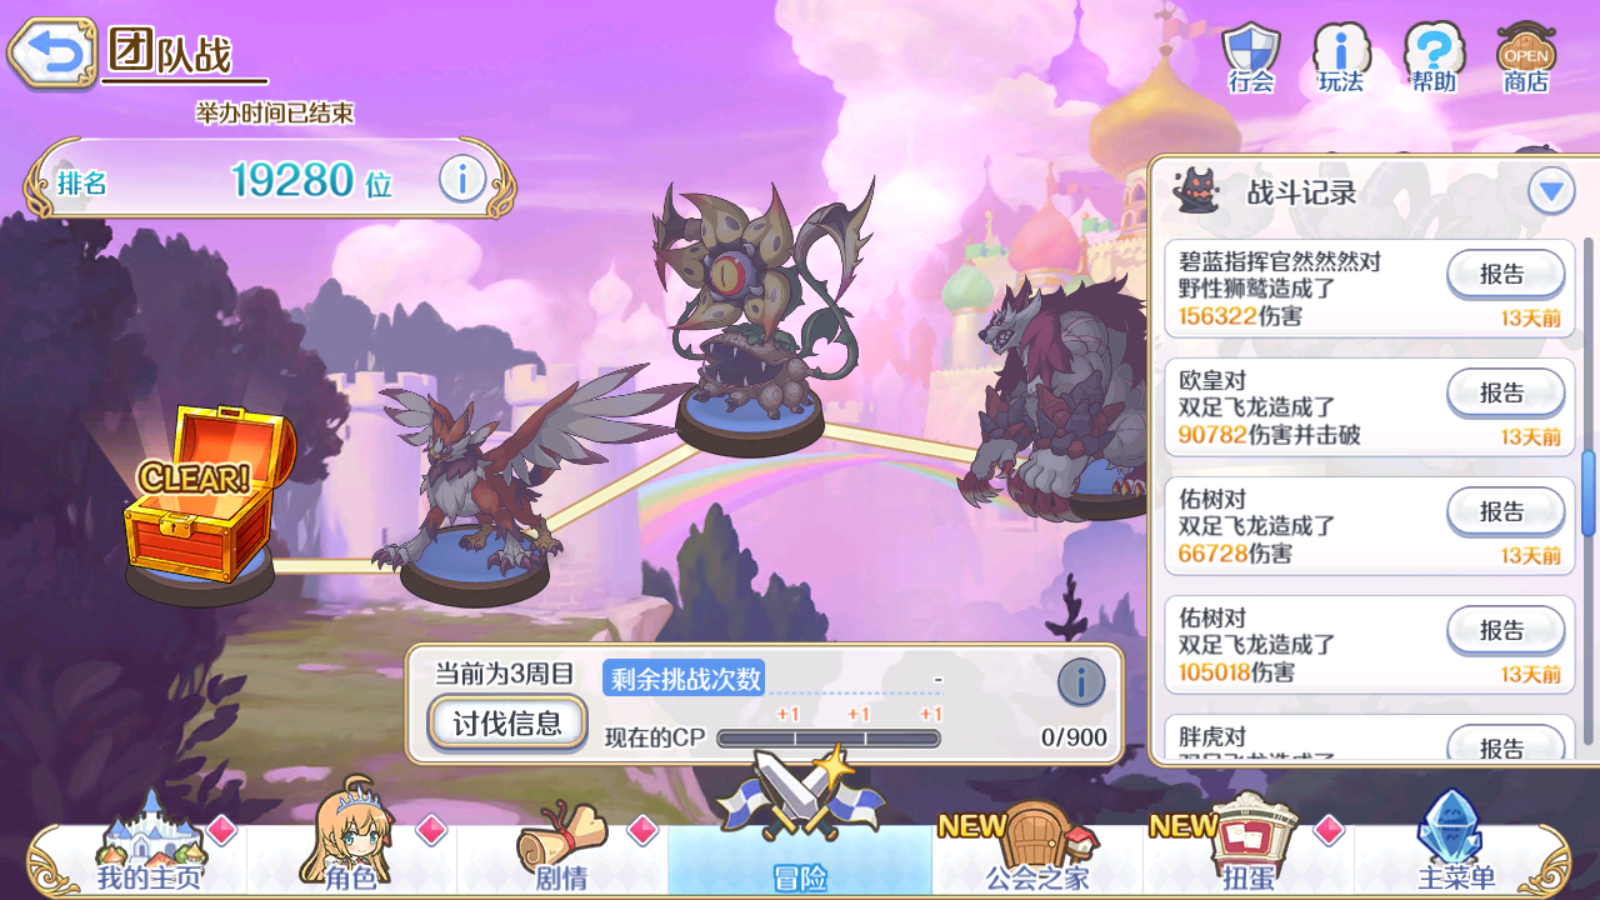 团队战
举办时间已结束
排名 19280 位
行会
玩法
帮助
OPEN
商店
战斗记录
碧蓝指挥官然然然对
野性狮鹫造成了
156322伤害
报告
13天前
欧皇对
双足飞龙造成了
90782伤害并击破
报告
13天前
佑树对
双足飞龙造成了
66728伤害
报告
13天前
佑树对
双足飞龙造成了
105018伤害
报告
13天前
胖虎对
报告
CLEAR!
当前为3周目
剩余挑战次数 -
讨伐信息
+1 +1 +1
现在的CP 0/900
我的主页
角色
剧情
冒险
NEW
公会之家
NEW
扭蛋
主菜单